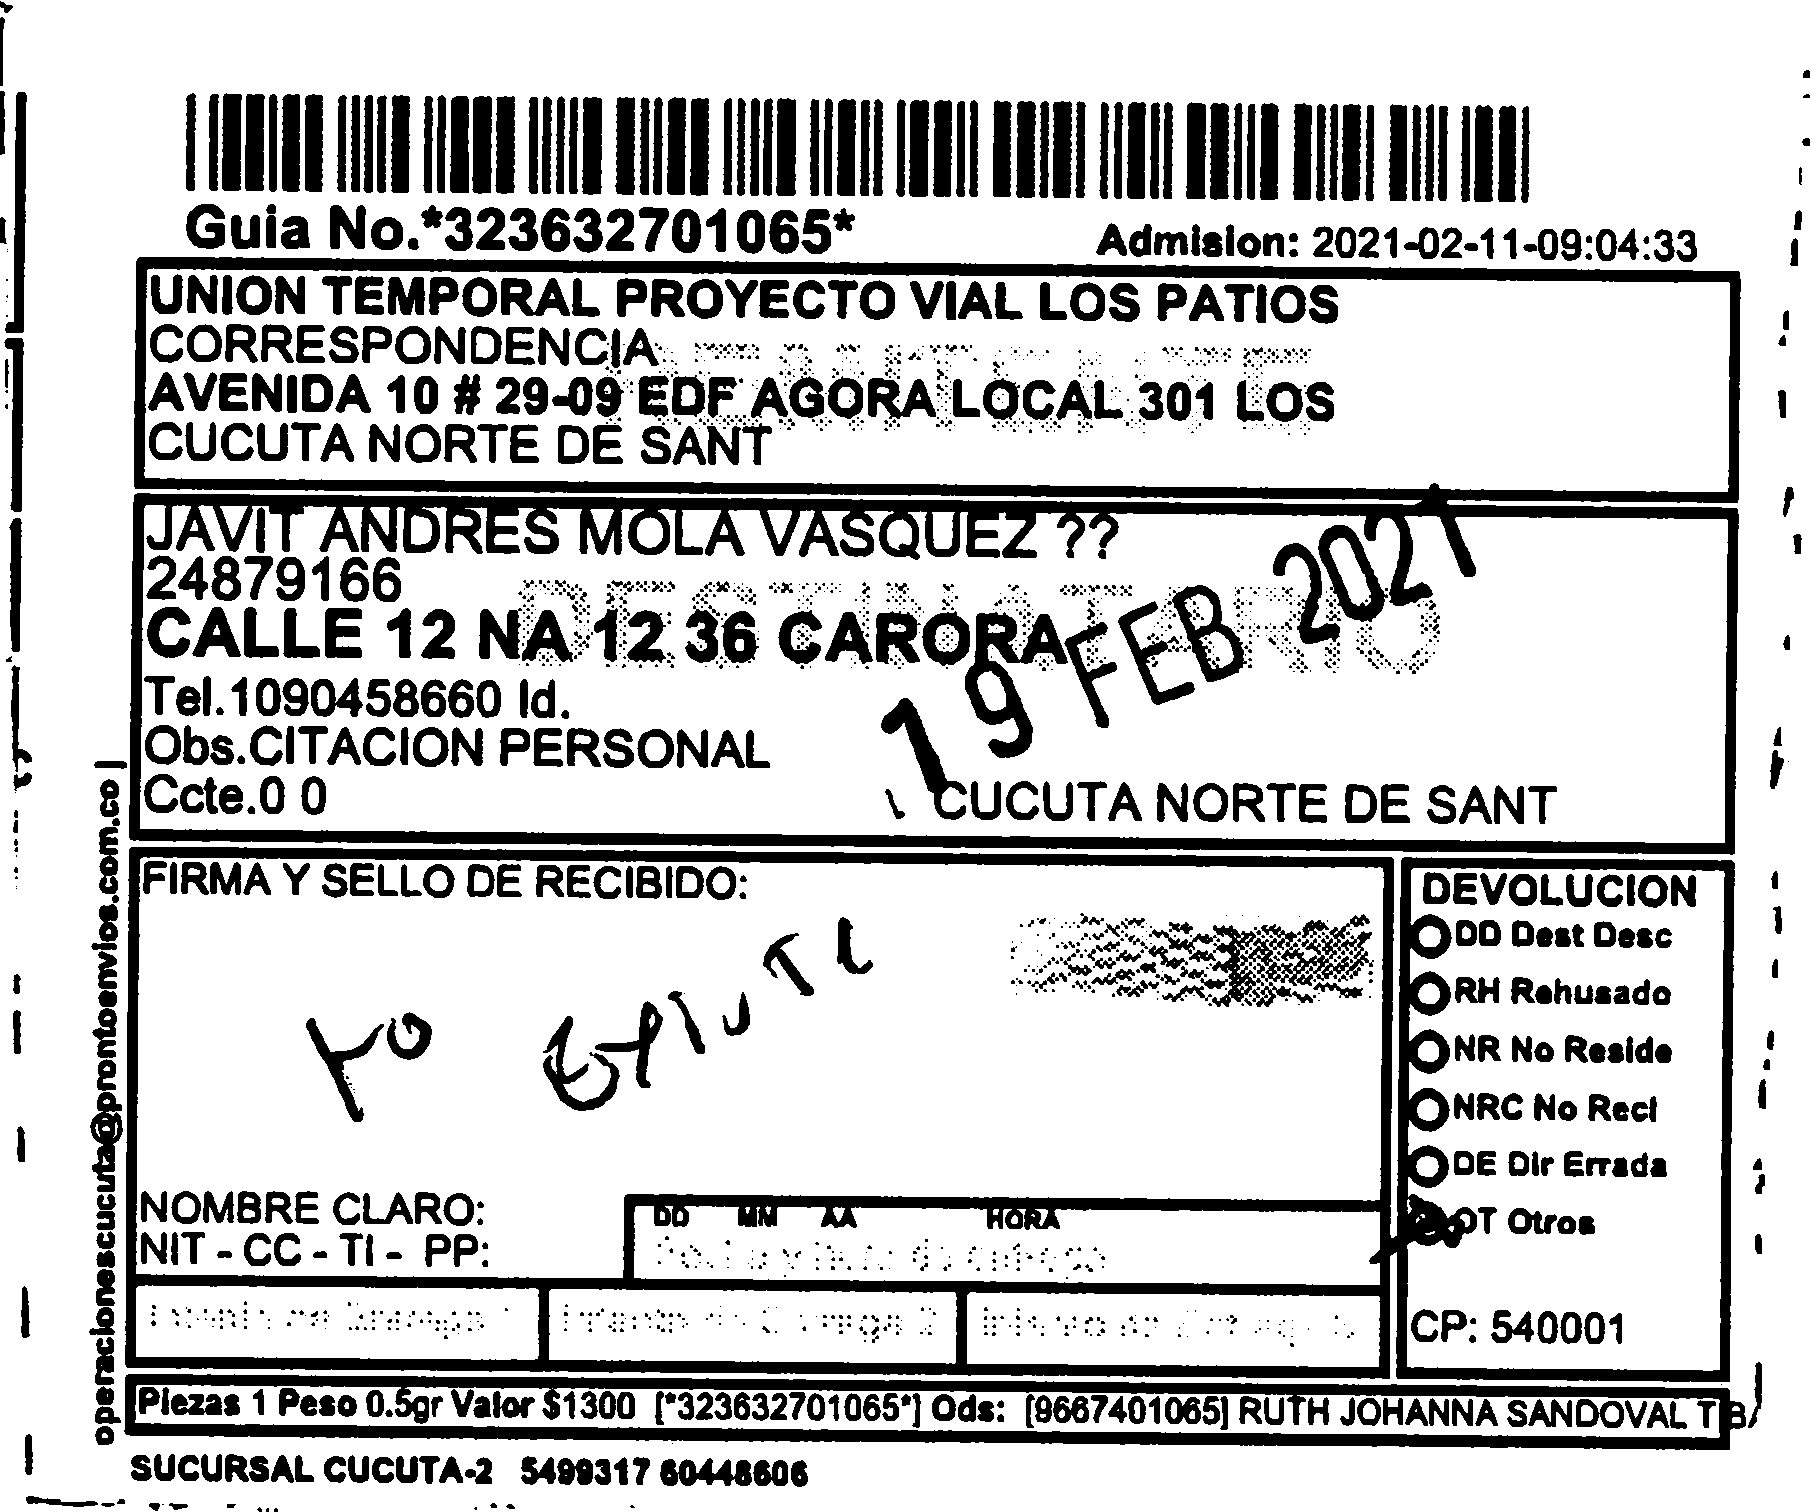 Guia No.*323632701065*
Admision: 2021-02-11-09:04:33
UNION TEMPORAL PROYECTO VIAL LOS PATIOS
CORRESPONDENCIA
AVENIDA 10 # 29-09 EDF AGORA LOCAL 301 LOS
CUCUTA NORTE DE SANT
JAVIT ANDRES MOLA VASQUEZ ??
24879166
DESTINATARIO
CALLE 12 NA 12 36 CARORA
19 FEB 2021
Tel.1090458660 Id.
Obs.CITACION PERSONAL
Ccte.0 0
CUCUTA NORTE DE SANT
operacionescucuta@prontoenvios.com.co |
FIRMA Y SELLO DE RECIBIDO:
DEVOLUCION
DD Dest Desc
RH Rehusado
NR No Reside
NRC No Recl
DE Dir Errada
OT Otros
NOMBRE CLARO:
NIT - CC - TI - PP:
DD MM AA HORA
CP: 540001
Piezas 1 Peso 0.5gr Valor $1300 [*323632701065*] Ods: [9667401065] RUTH JOHANNA SANDOVAL TIB
SUCURSAL CUCUTA-2 5499317 60448606